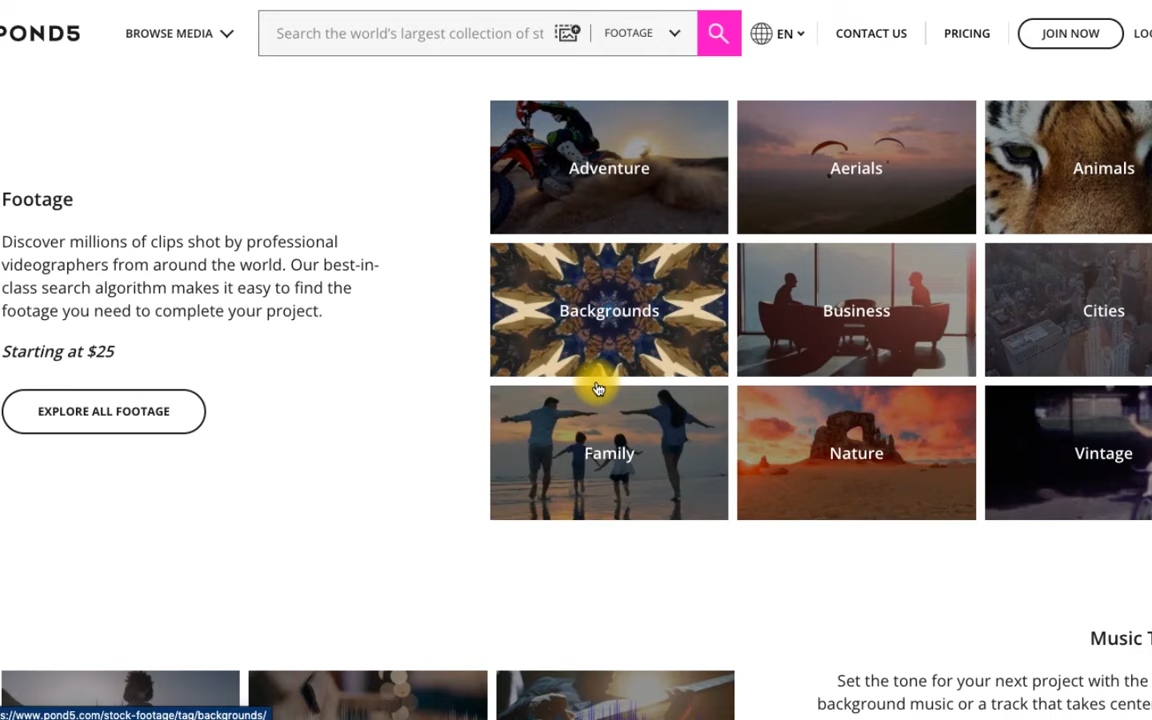 POND5
BROWSE MEDIA
Search the world's largest collection of st
FOOTAGE
EN
CONTACT US
PRICING
JOIN NOW
LO
Adventure
Aerials
Animals
Footage
Discover millions of clips shot by professional
videographers from around the world. Our best-in-
class search algorithm makes it easy to find the
footage you need to complete your project.
Starting at $25
EXPLORE ALL FOOTAGE
Backgrounds
Business
Cities
Family
Nature
Vintage
Music T
Set the tone for your next project with the
background music or a track that takes cente
s://www.pond5.com/stock-footage/tag/backgrounds/